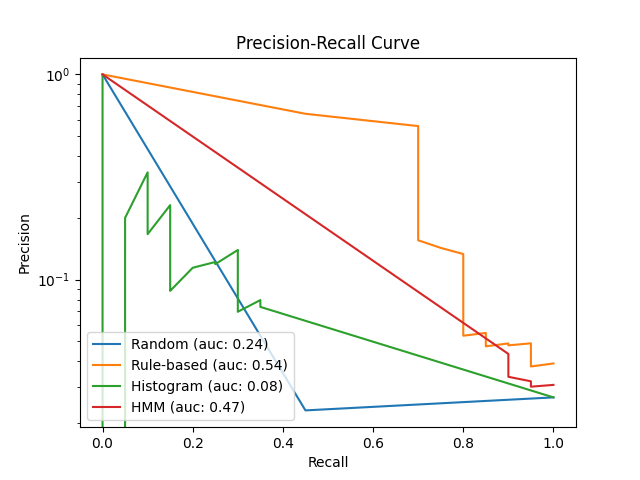 Precision-Recall Curve
10⁰
10⁻¹
Precision
Random (auc: 0.24)
Rule-based (auc: 0.54)
Histogram (auc: 0.08)
HMM (auc: 0.47)
0.0 0.2 0.4 0.6 0.8 1.0
Recall